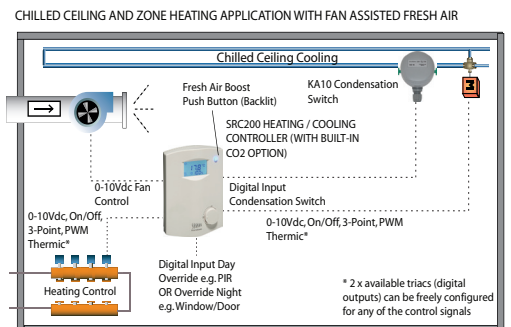 CHILLED CEILING AND ZONE HEATING APPLICATION WITH FAN ASSISTED FRESH AIR
Chilled Ceiling Cooling
Fresh Air Boost
Push Button (Backlit)
KA10 Condensation
Switch
SRC200 HEATING / COOLING
CONTROLLER (WITH BUILT-IN
CO2 OPTION)
0-10Vdc Fan
Control
Digital Input
Condensation Switch
0-10Vdc, On/Off,
3-Point, PWM
Thermic*
0-10Vdc, On/Off, 3-Point, PWM
Thermic*
Heating Control
Digital Input Day
Override e.g. PIR
OR Override Night
e.g. Window/Door
* 2 x available triacs (digital
outputs) can be freely configured
for any of the control signals